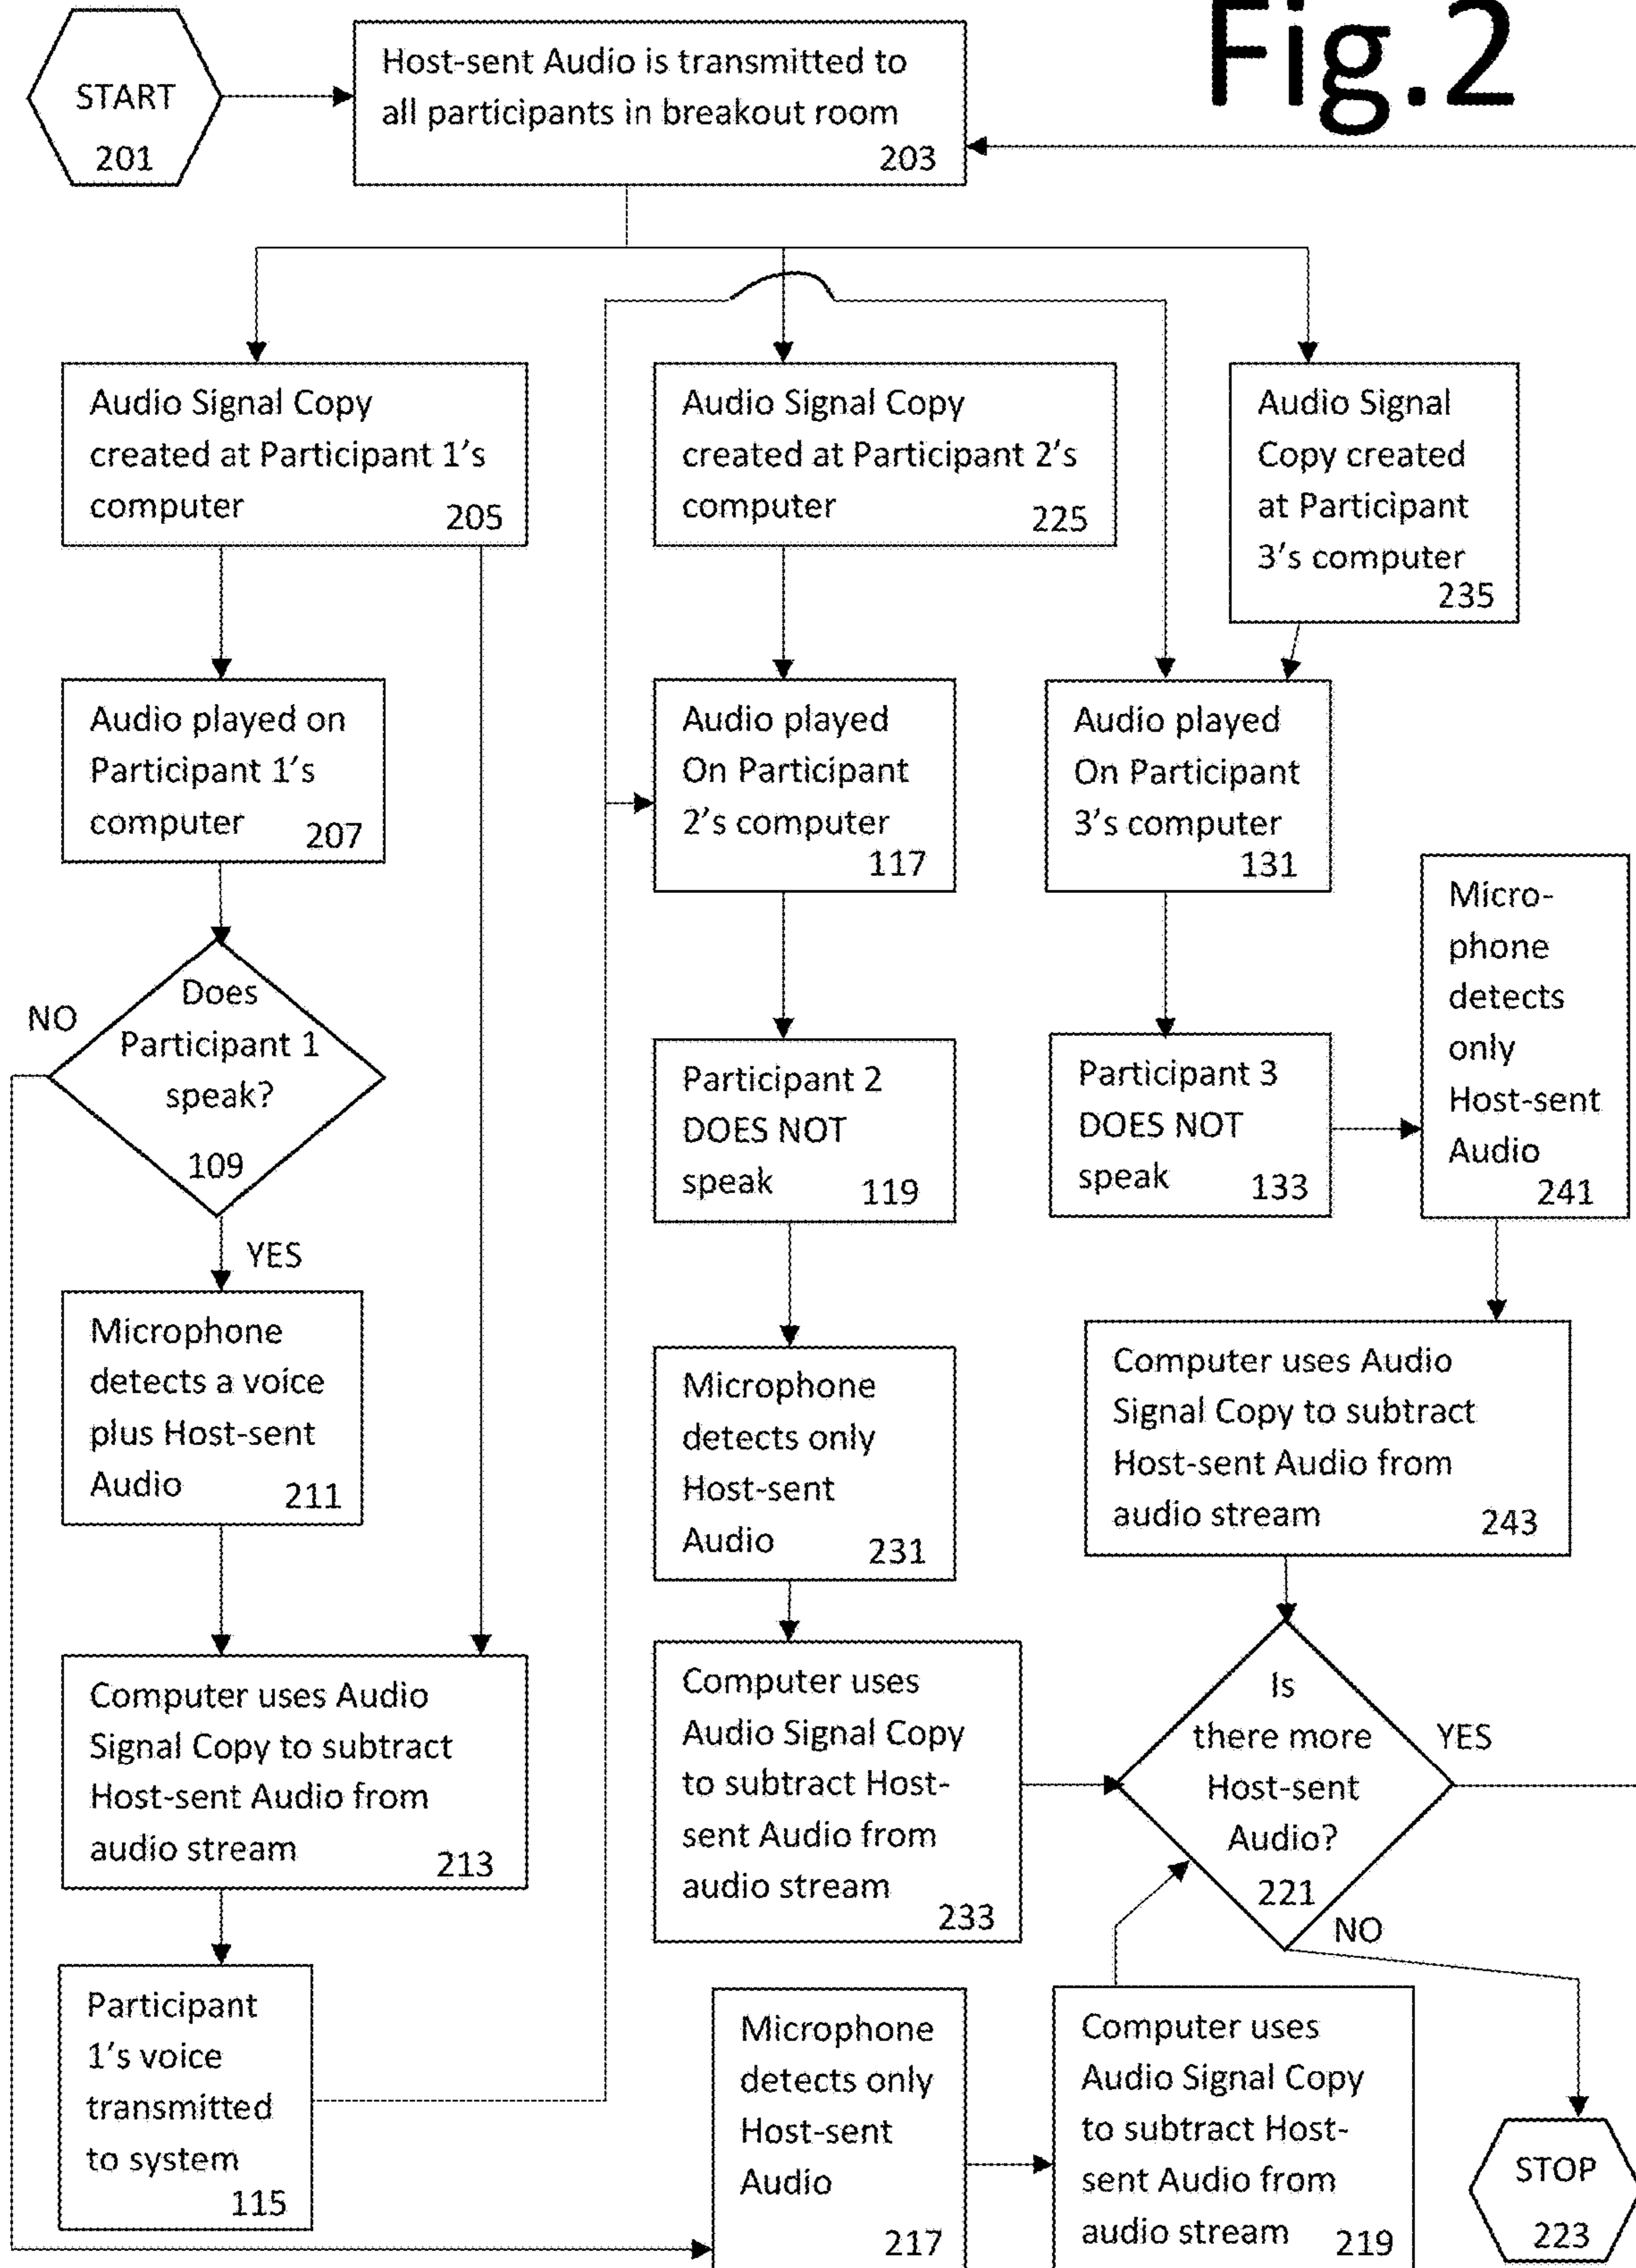 Fig.2
START
201
Host-sent Audio is transmitted to
all participants in breakout room
203
Audio Signal Copy
created at Participant 1's
computer
205
Audio Signal Copy
created at Participant 2's
computer
225
Audio Signal
Copy created
at Participant
3's computer
235
Audio played on
Participant 1's
computer
207
Audio played
On Participant
2's computer
117
Audio played
On Participant
3's computer
131
Micro-
phone
detects
only
Host-sent
Audio
241
NO
Does
Participant 1
speak?
109
YES
Participant 2
DOES NOT
speak
119
Participant 3
DOES NOT
speak
133
Microphone
detects a voice
plus Host-sent
Audio
211
Microphone
detects only
Host-sent
Audio
231
Computer uses Audio
Signal Copy to subtract
Host-sent Audio from
audio stream
243
Computer uses Audio
Signal Copy to subtract
Host-sent Audio from
audio stream
213
Computer uses
Audio Signal Copy
to subtract Host-
sent Audio from
audio stream
233
Is
there more
Host-sent
Audio?
221
YES
NO
Participant
1's voice
transmitted
to system
115
Microphone
detects only
Host-sent
Audio
217
Computer uses
Audio Signal Copy
to subtract Host-
sent Audio from
audio stream
219
STOP
223